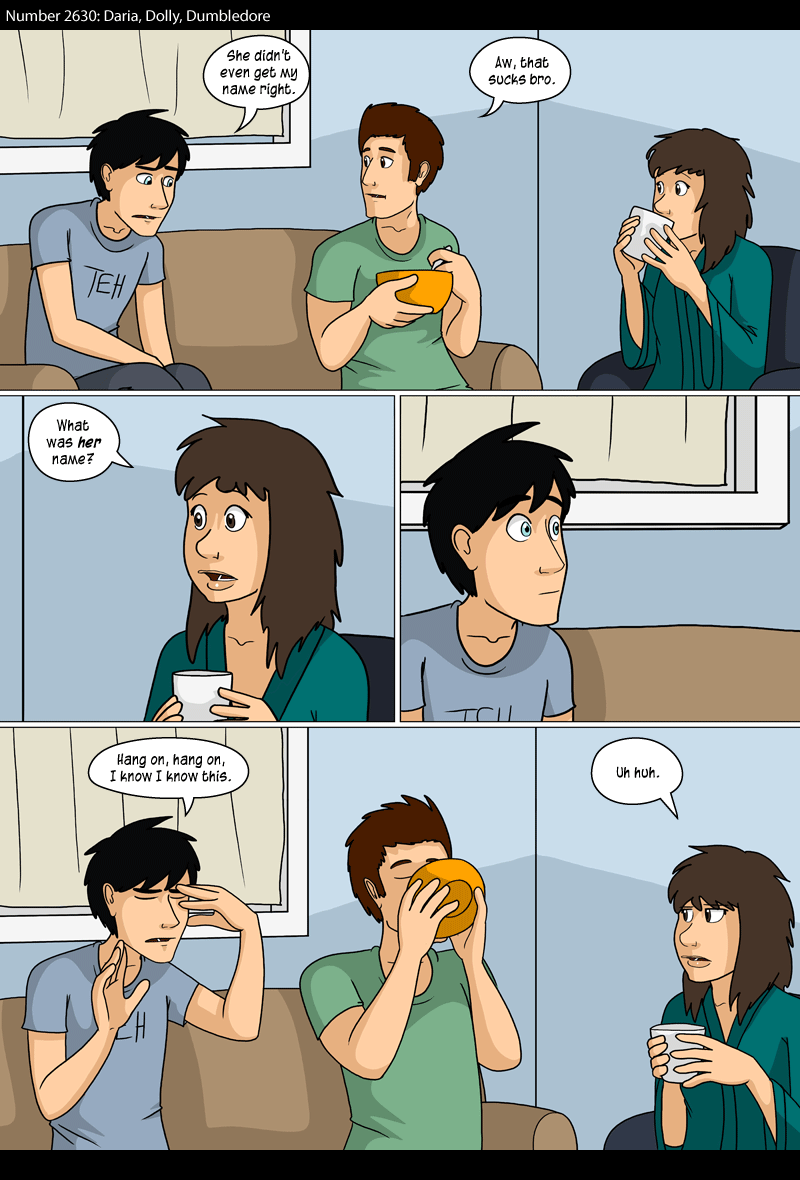 Number 2630: Daria, Dolly, Dumbledore
She didn't
even get my
name right.
Aw, that
sucks bro.
TEH
What
was her
name?
Hang on, hang on,
I know I know this.
Uh huh.